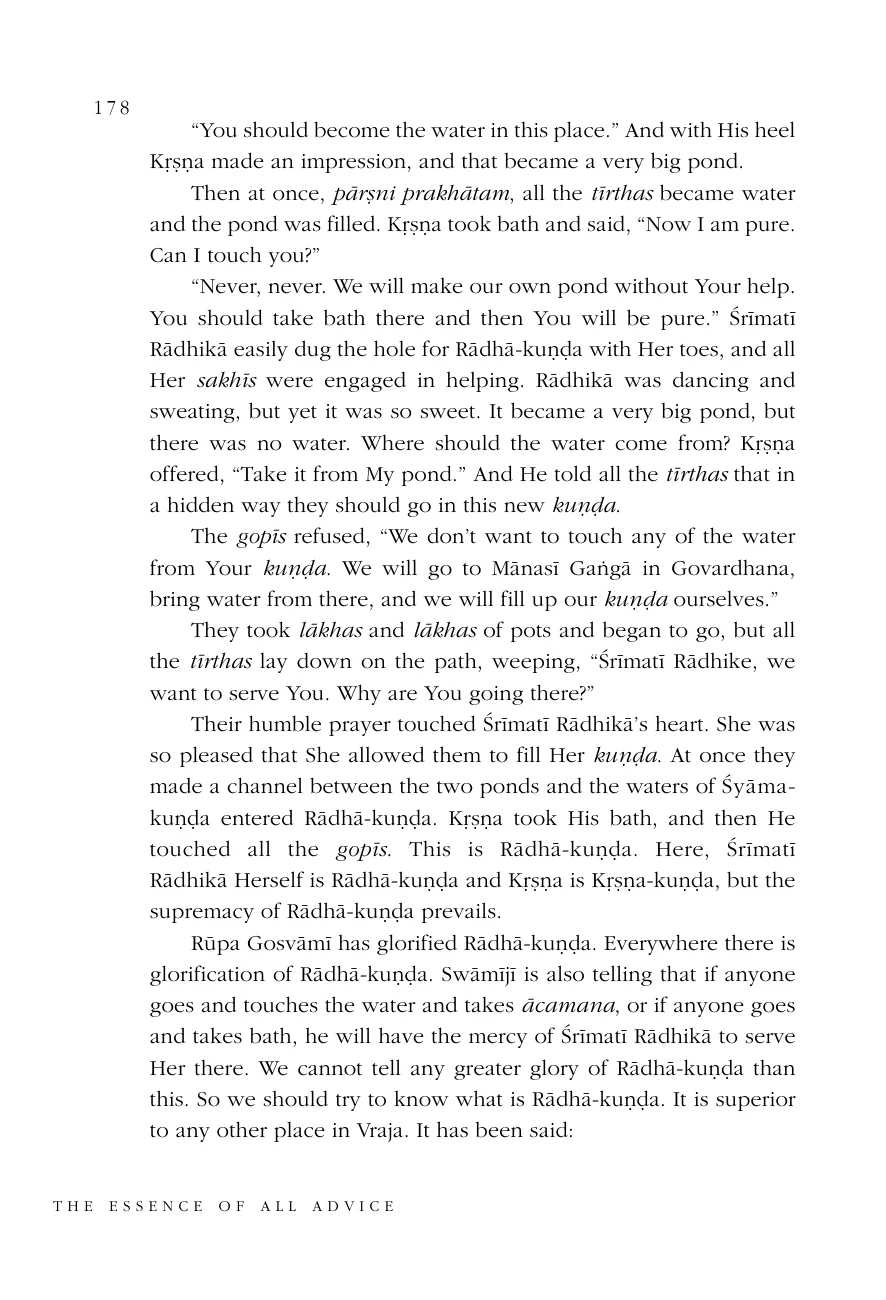 178
“You should become the water in this place.” And with His heel
Kṛṣṇa made an impression, and that became a very big pond.
Then at once, pārṣni prakhātam, all the tīrthas became water
and the pond was filled. Kṛṣṇa took bath and said, “Now I am pure.
Can I touch you?”
“Never, never. We will make our own pond without Your help.
You should take bath there and then You will be pure.” Śrīmatī
Rādhikā easily dug the hole for Rādhā-kuṇḍa with Her toes, and all
Her sakhīs were engaged in helping. Rādhikā was dancing and
sweating, but yet it was so sweet. It became a very big pond, but
there was no water. Where should the water come from? Kṛṣṇa
offered, “Take it from My pond.” And He told all the tīrthas that in
a hidden way they should go in this new kuṇḍa.
The gopīs refused, “We don’t want to touch any of the water
from Your kuṇḍa. We will go to Mānasī Gaṅgā in Govardhana,
bring water from there, and we will fill up our kuṇḍa ourselves.”
They took lākhas and lākhas of pots and began to go, but all
the tīrthas lay down on the path, weeping, “Śrīmatī Rādhike, we
want to serve You. Why are You going there?”
Their humble prayer touched Śrīmatī Rādhikā’s heart. She was
so pleased that She allowed them to fill Her kuṇḍa. At once they
made a channel between the two ponds and the waters of Śyāma-
kuṇḍa entered Rādhā-kuṇḍa. Kṛṣṇa took His bath, and then He
touched all the gopīs. This is Rādhā-kuṇḍa. Here, Śrīmatī
Rādhikā Herself is Rādhā-kuṇḍa and Kṛṣṇa is Kṛṣṇa-kuṇḍa, but the
supremacy of Rādhā-kuṇḍa prevails.
Rūpa Gosvāmī has glorified Rādhā-kuṇḍa. Everywhere there is
glorification of Rādhā-kuṇḍa. Swāmījī is also telling that if anyone
goes and touches the water and takes ācamana, or if anyone goes
and takes bath, he will have the mercy of Śrīmatī Rādhikā to serve
Her there. We cannot tell any greater glory of Rādhā-kuṇḍa than
this. So we should try to know what is Rādhā-kuṇḍa. It is superior
to any other place in Vraja. It has been said:
THE ESSENCE OF ALL ADVICE